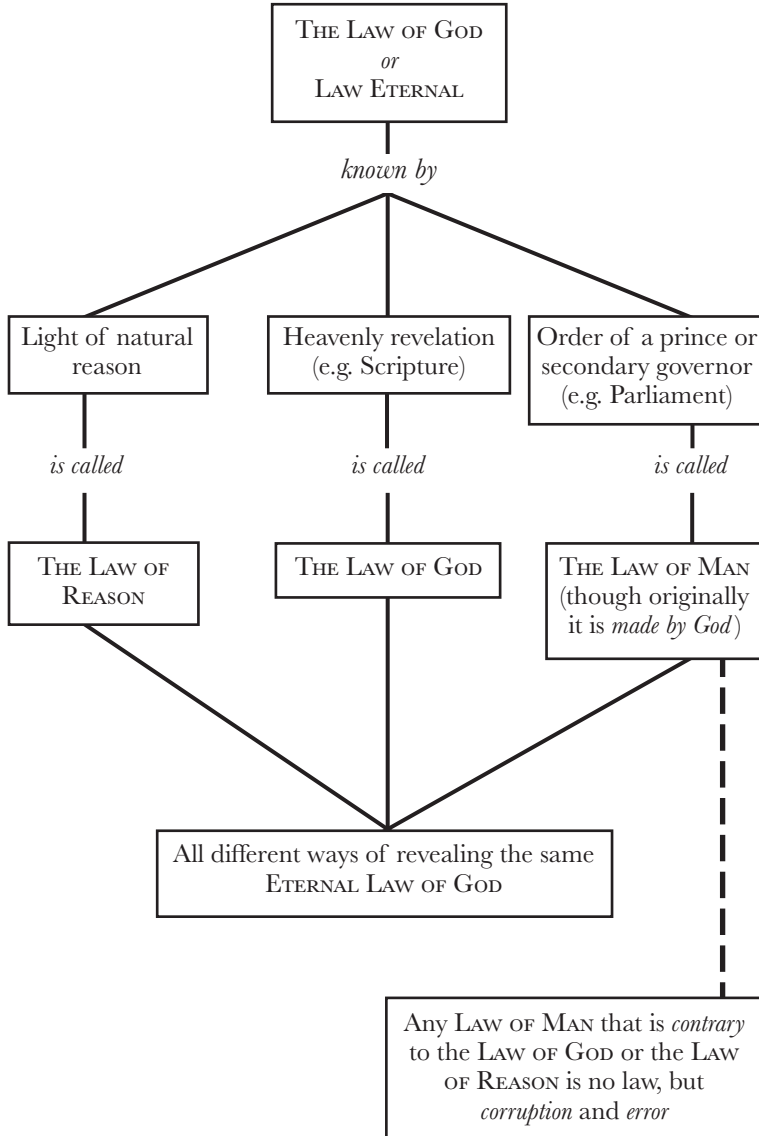 The Law of God
or
Law Eternal
known by
Light of natural
reason
Heavenly revelation
(e.g. Scripture)
Order of a prince or
secondary governor
(e.g. Parliament)
is called
is called
is called
The Law of
Reason
The Law of God
The Law of Man
(though originally
it is made by God)
All different ways of revealing the same
Eternal Law of God
Any Law of Man that is contrary
to the Law of God or the Law
of Reason is no law, but
corruption and error